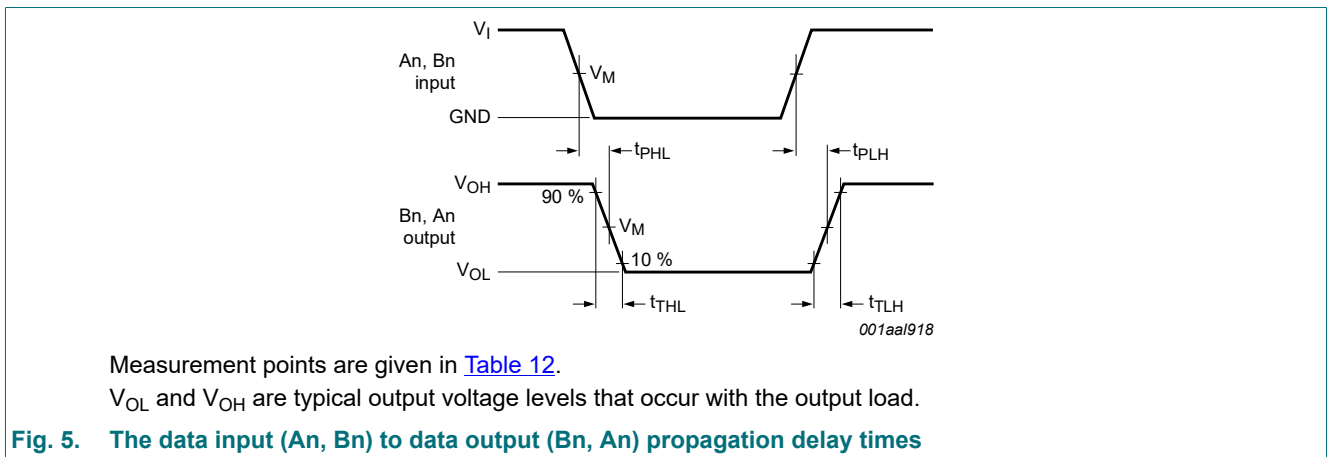 VI
An, Bn
input
VM
GND
tPHL
tPLH
VOH
90 %
Bn, An
output
VM
10 %
VOL
tTHL
tTLH
001aal918
Measurement points are given in Table 12.
VOL and VOH are typical output voltage levels that occur with the output load.
Fig. 5. The data input (An, Bn) to data output (Bn, An) propagation delay times